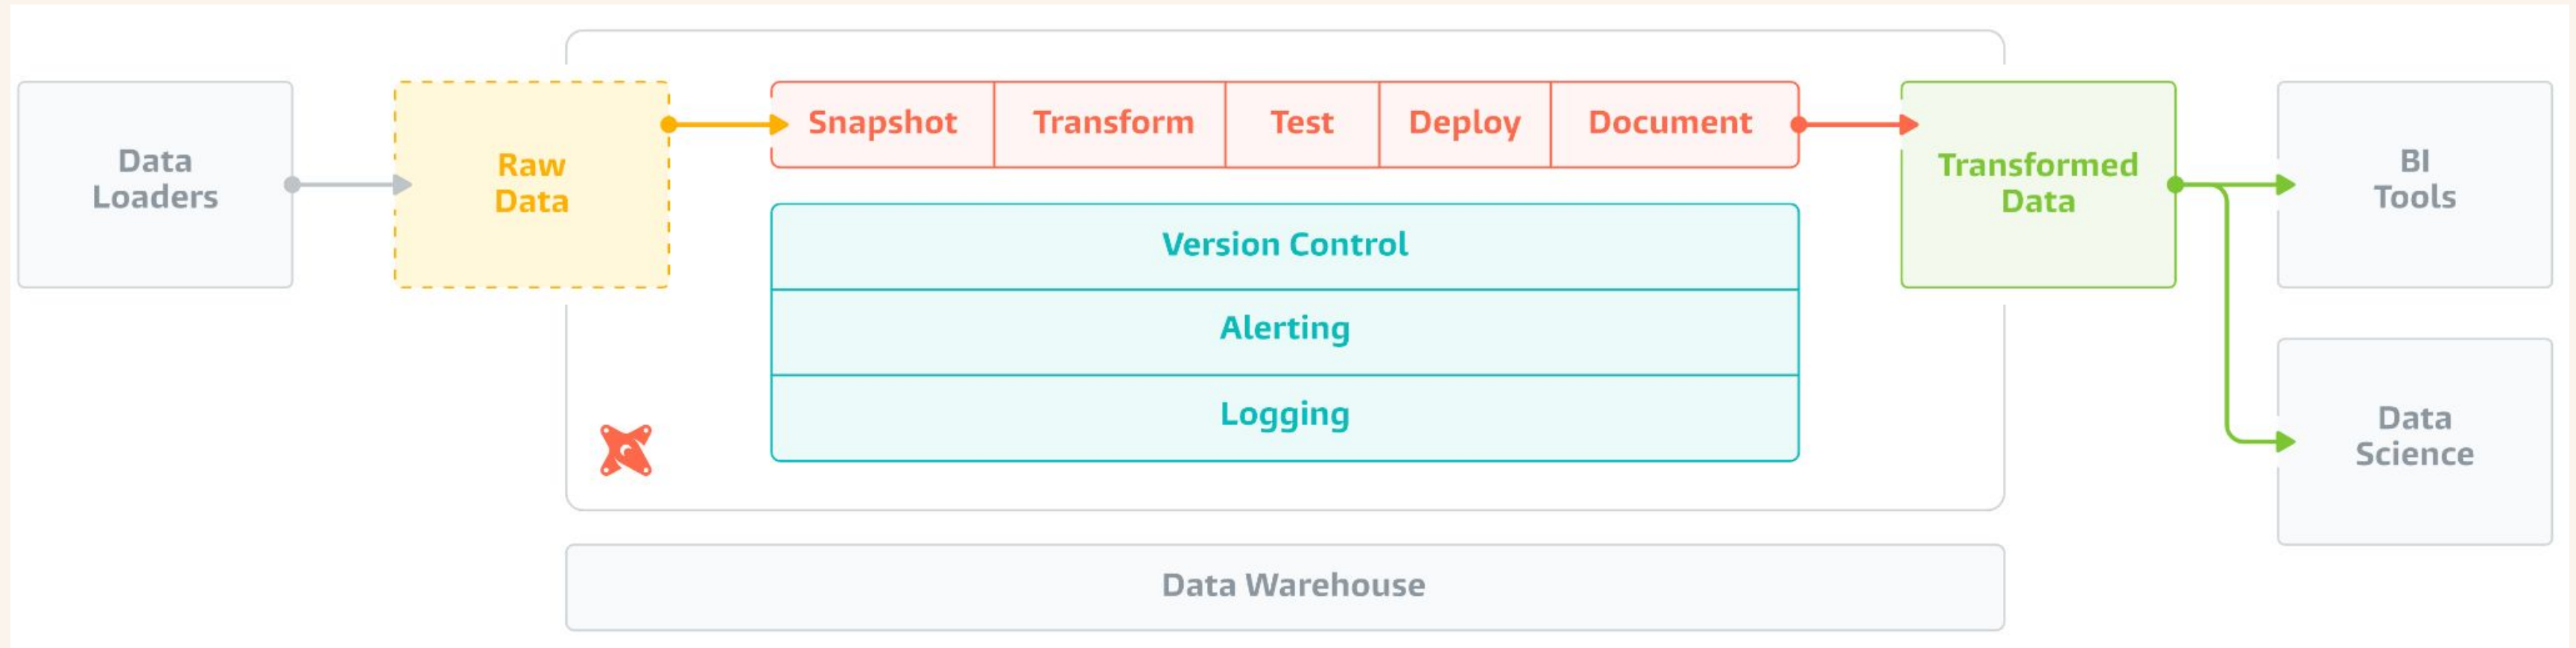 Data
Loaders
Raw
Data
Snapshot
Transform
Test
Deploy
Document
Version Control
Alerting
Logging
Transformed
Data
BI
Tools
Data
Science
Data Warehouse